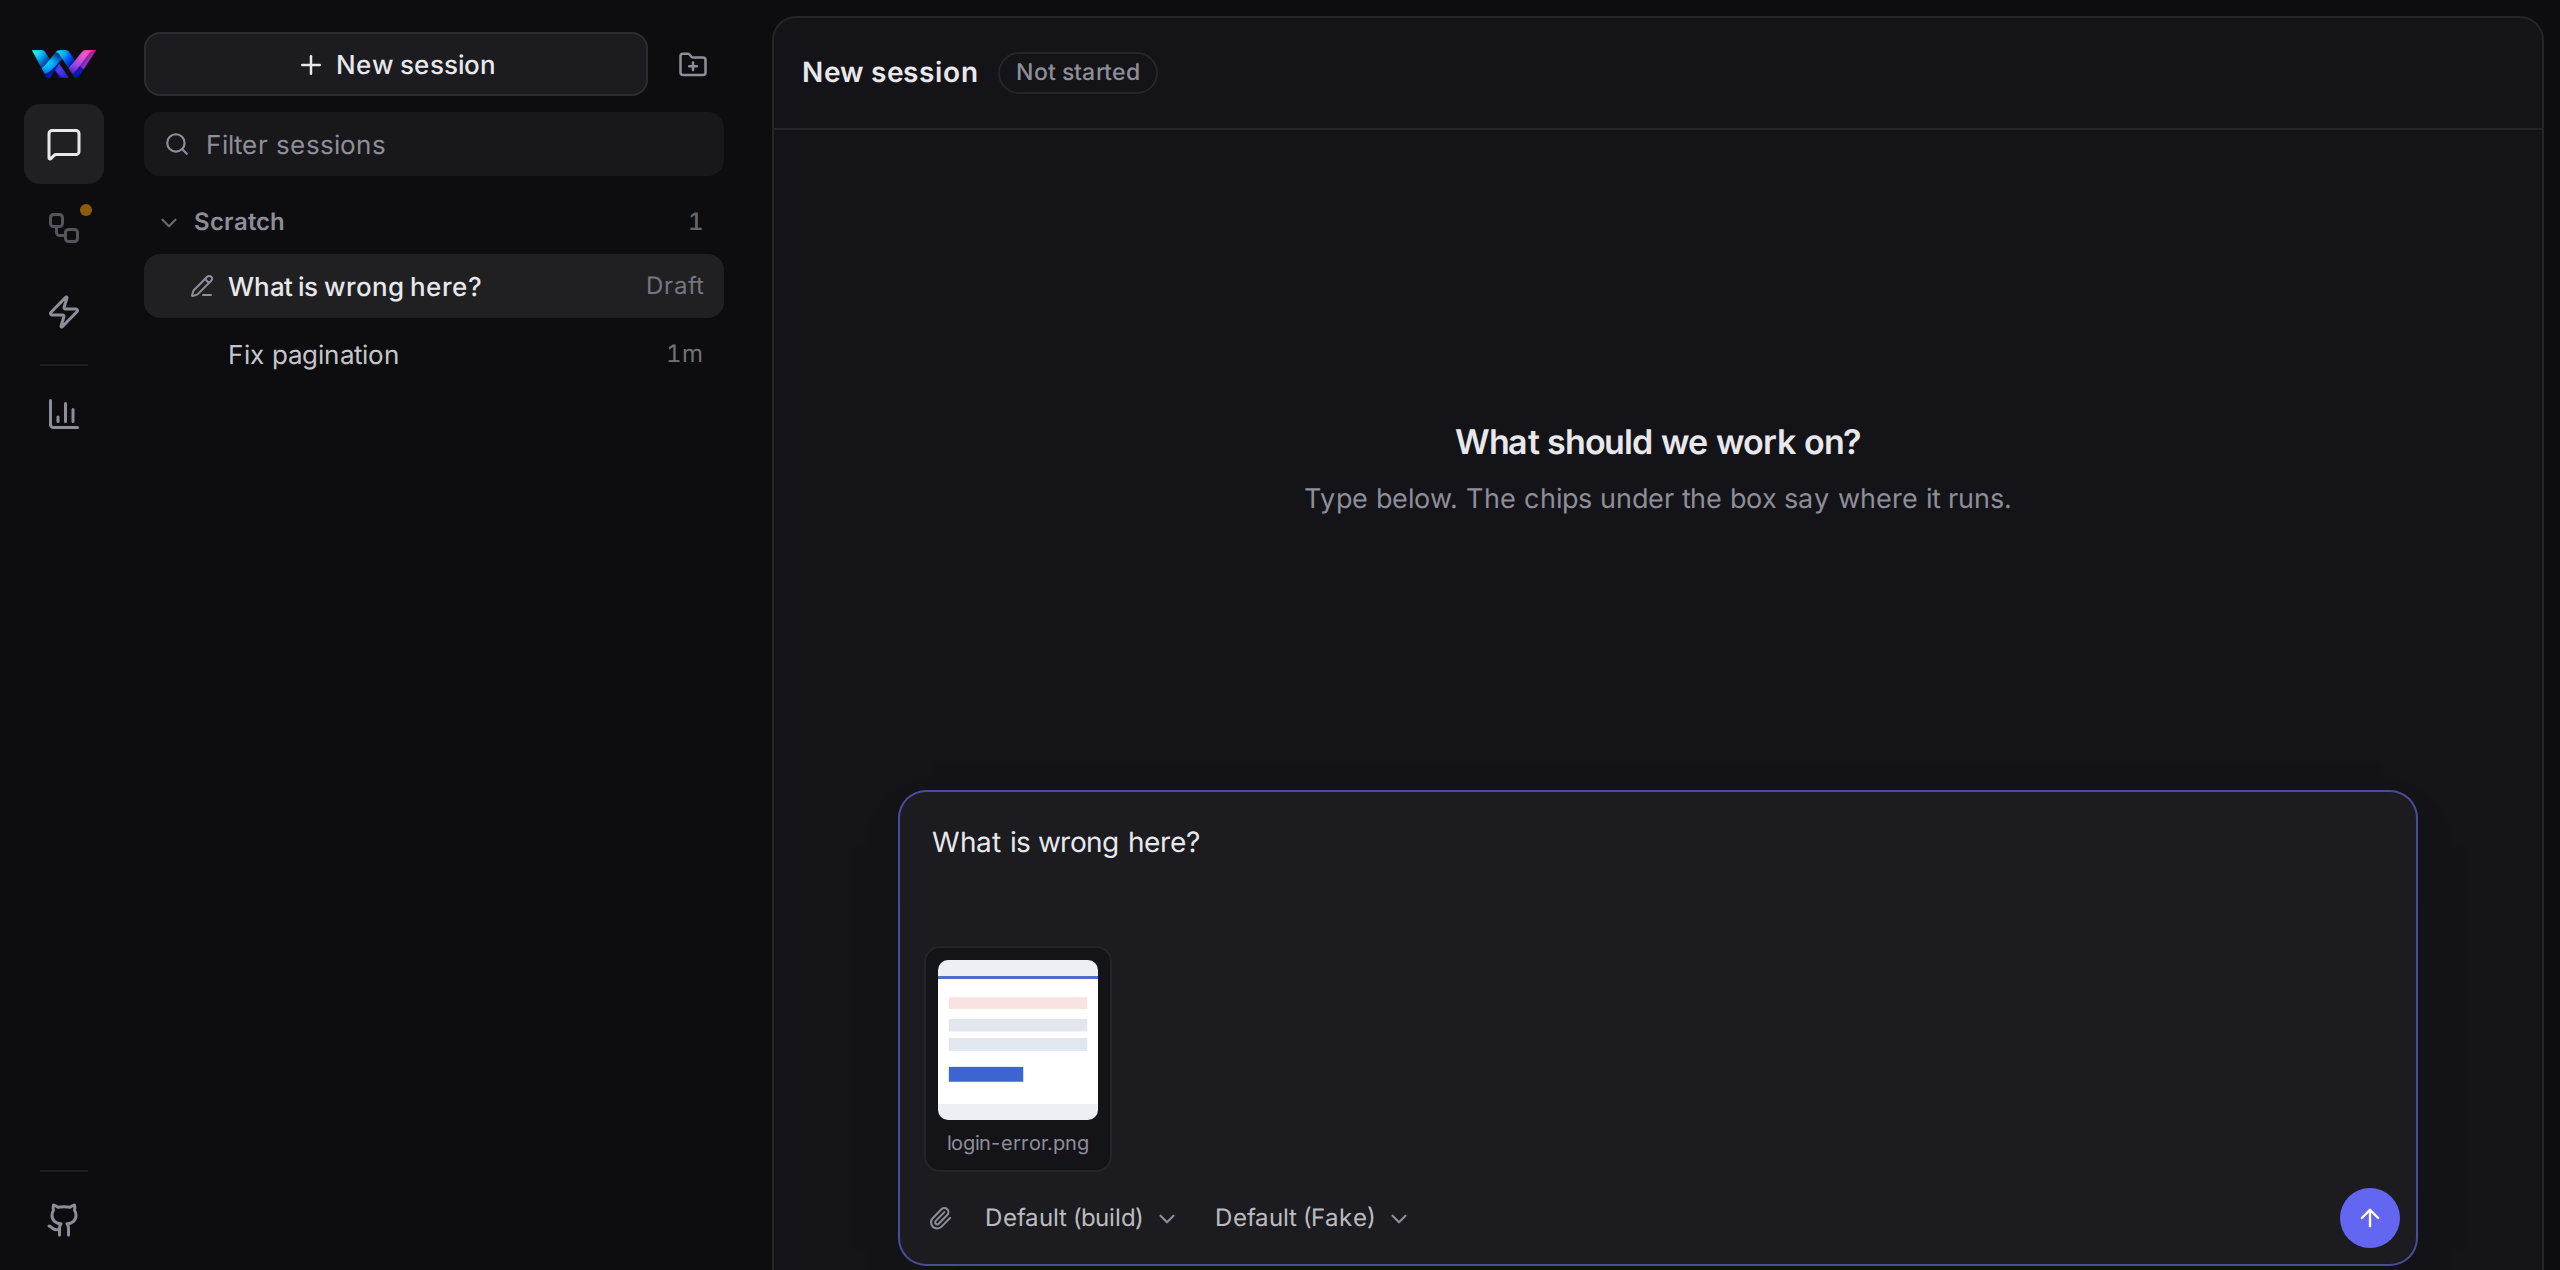 New session
Filter sessions
Scratch 1
What is wrong here? Draft
Fix pagination 1m
New session Not started
What should we work on?
Type below. The chips under the box say where it runs.
What is wrong here?
login-error.png
Default (build) Default (Fake)